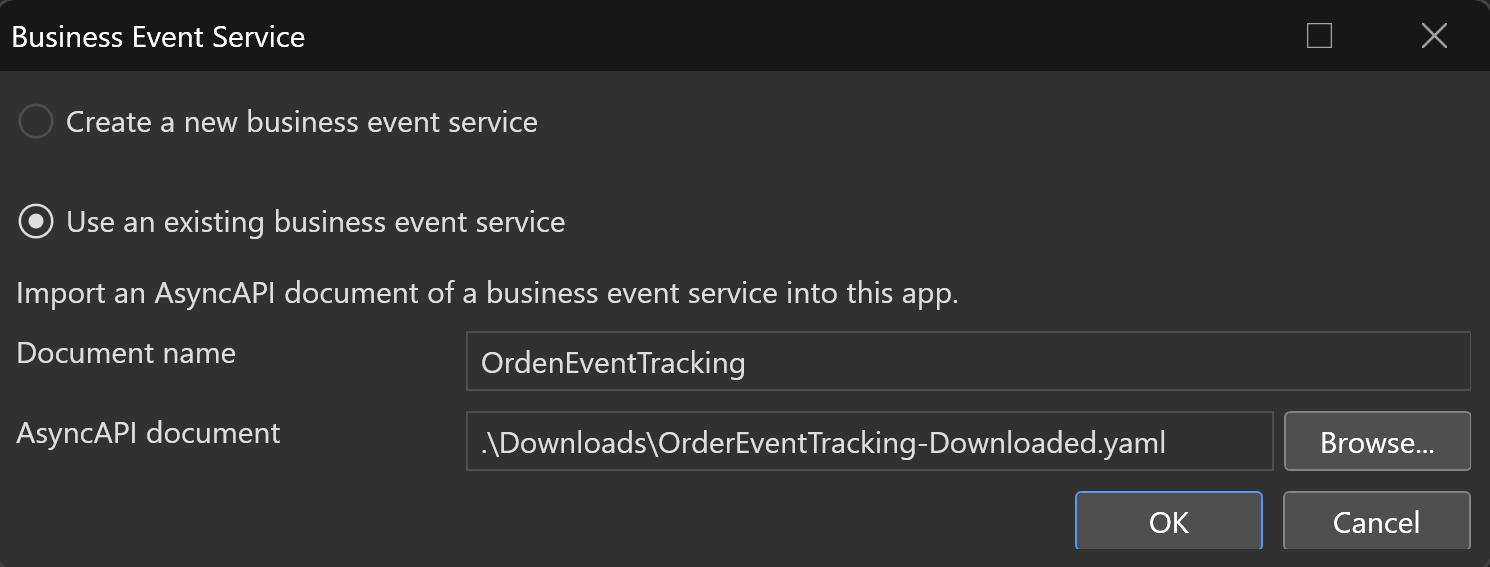 Business Event Service
Create a new business event service
Use an existing business event service
Import an AsyncAPI document of a business event service into this app.
Document name
OrdenEventTracking
AsyncAPI document
.\Downloads\OrderEventTracking-Downloaded.yaml
Browse...
OK
Cancel